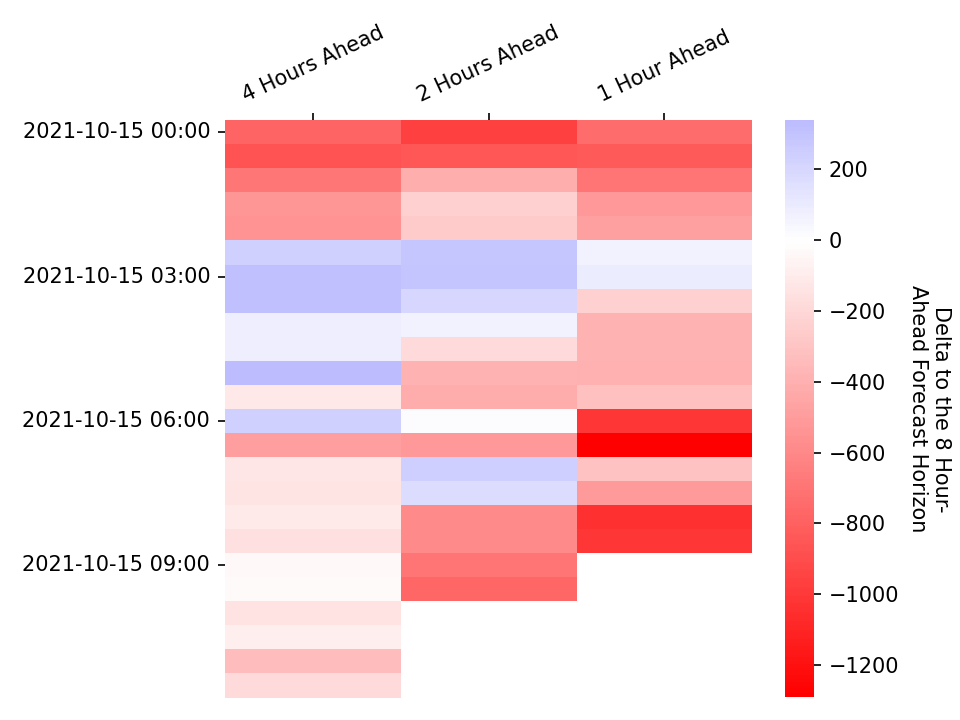 4 Hours Ahead
2 Hours Ahead
1 Hour Ahead
2021-10-15 00:00
2021-10-15 03:00
2021-10-15 06:00
2021-10-15 09:00
200
0
−200
−400
−600
−800
−1000
−1200
Delta to the 8 Hour-
Ahead Forecast Horizon